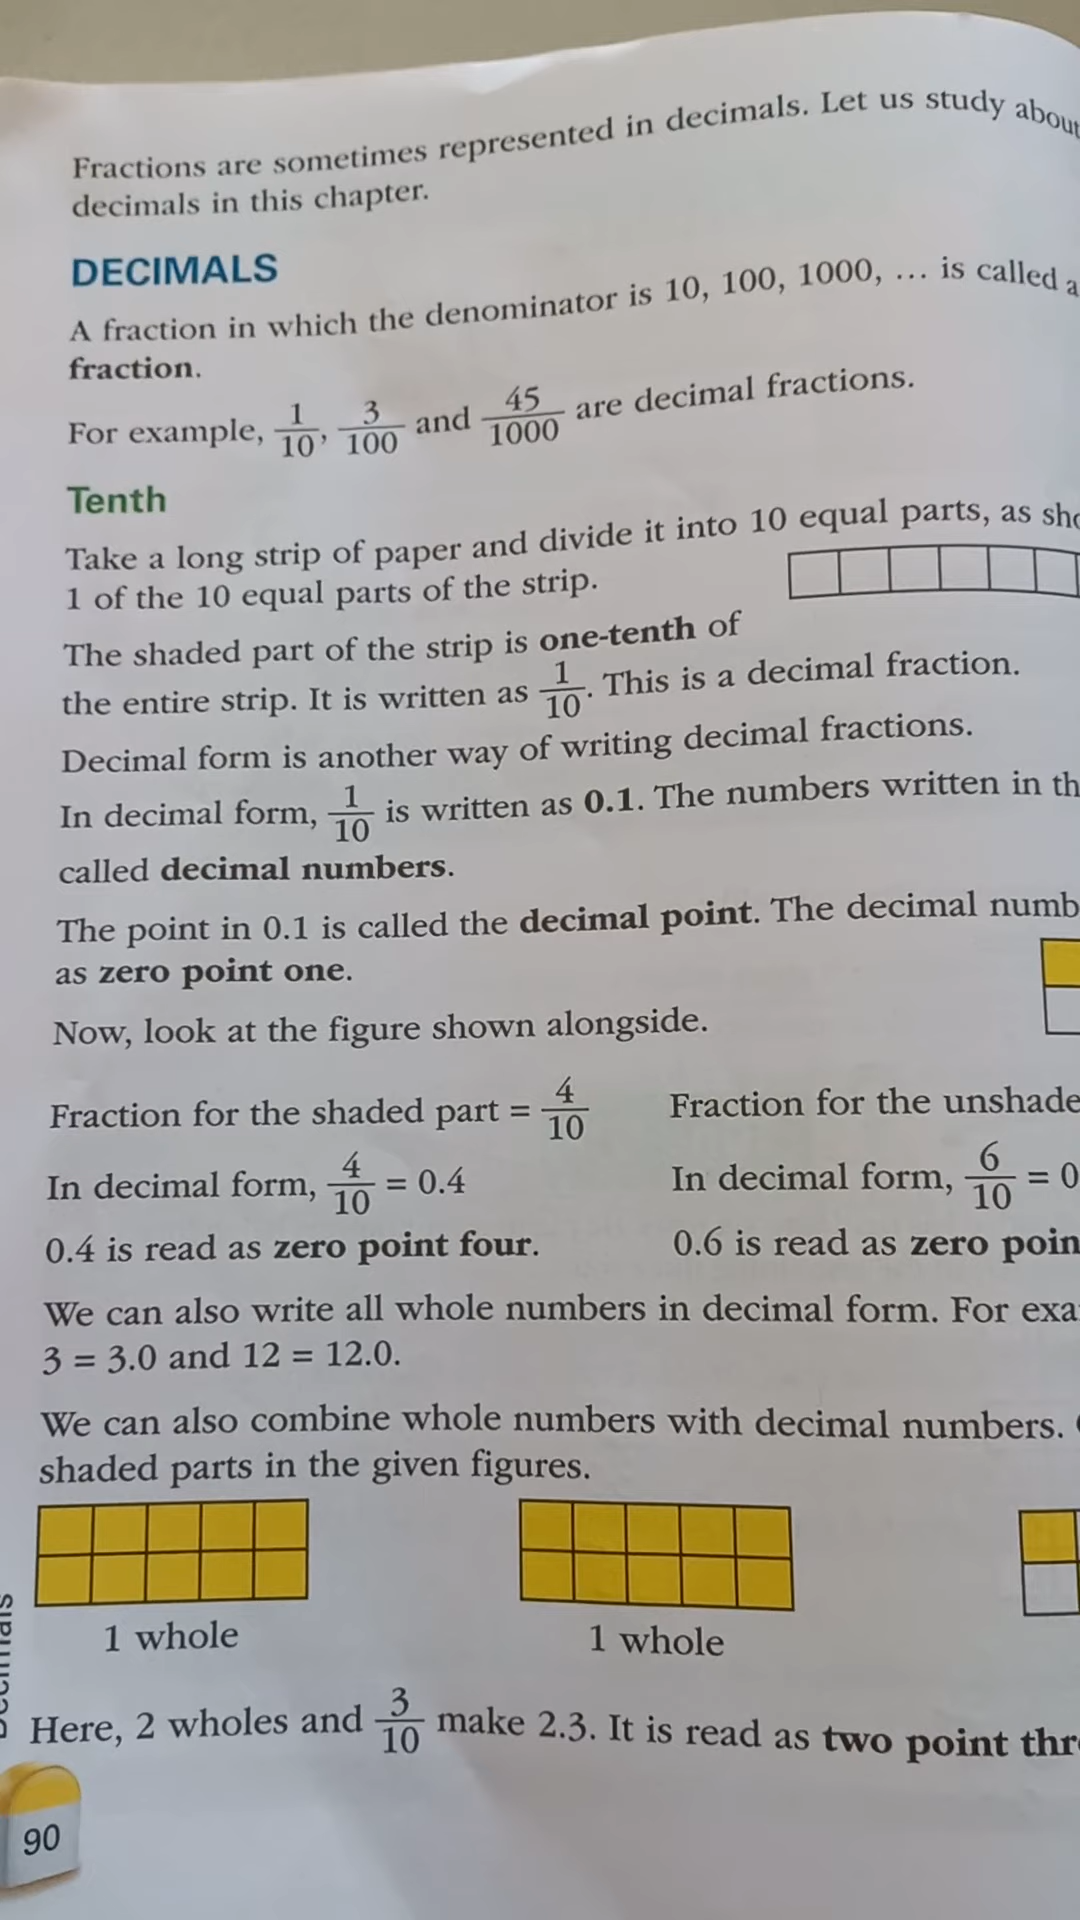 Fractions are sometimes represented in decimals. Let us study about
decimals in this chapter.
DECIMALS
A fraction in which the denominator is 10, 100, 1000, ... is called a
fraction.
For example, 1/10, 3/100 and 45/1000 are decimal fractions.
Tenth
Take a long strip of paper and divide it into 10 equal parts, as
1 of the 10 equal parts of the strip.
The shaded part of the strip is one-tenth of
the entire strip. It is written as 1/10. This is a decimal fraction.
Decimal form is another way of writing decimal fractions.
In decimal form, 1/10 is written as 0.1. The numbers written in
called decimal numbers.
The point in 0.1 is called the decimal point. The decimal
as zero point one.
Now, look at the figure shown alongside.
Fraction for the shaded part = 4/10 Fraction for the
In decimal form, 4/10 = 0.4 In decimal form, 6/10 = 0
0.4 is read as zero point four. 0.6 is read as zero
We can also write all whole numbers in decimal form. For
3 = 3.0 and 12 = 12.0.
We can also combine whole numbers with decimal numbers.
shaded parts in the given figures.
1 whole 1 whole
Here, 2 wholes and 3/10 make 2.3. It is read as two point
Decimals
90